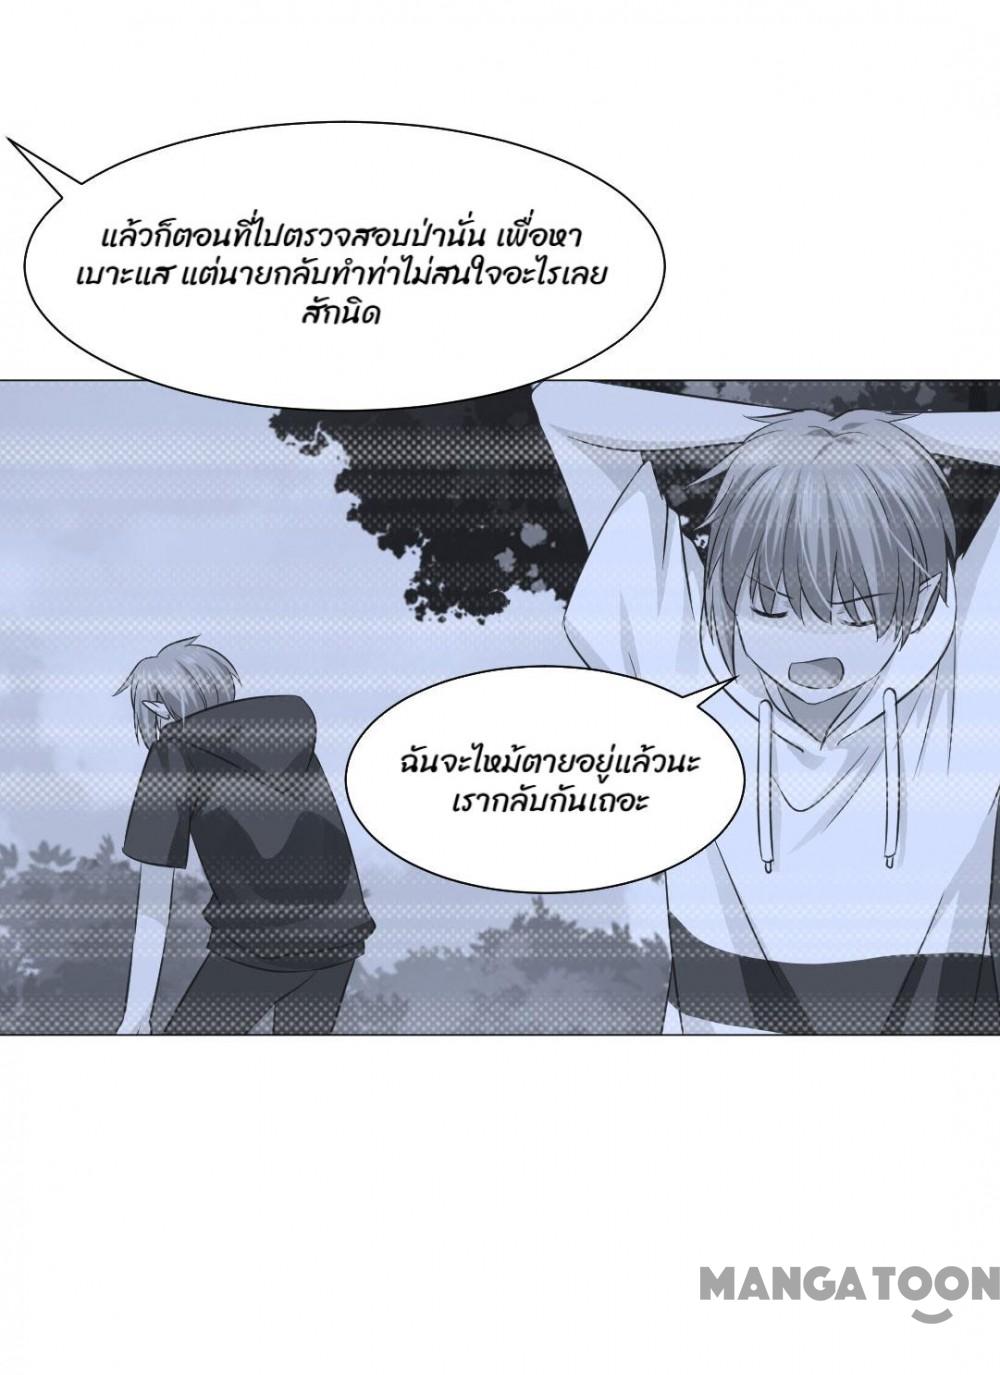 แล้วก็ตอนที่ไปตรวจสอบป่านั่น เพื่อหา
เบาะแส แต่นายกลับทำท่าไม่สนใจอะไรเลย
สักนิด
ฉันจะไหม้ตายอยู่แล้วนะ
เรากลับกันเถอะ
MANGATOON